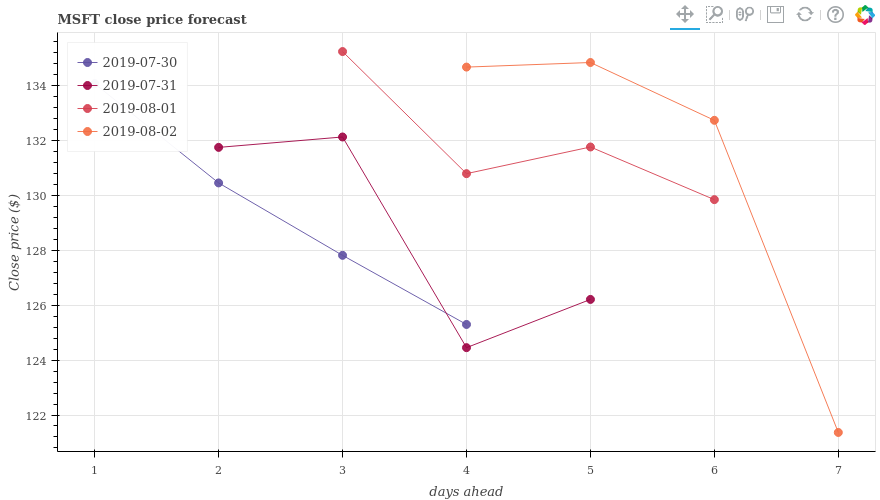 MSFT close price forecast
2019-07-30
2019-07-31
2019-08-01
2019-08-02
134
132
130
128
126
124
122
Close price ($)
1 2 3 4 5 6 7
days ahead